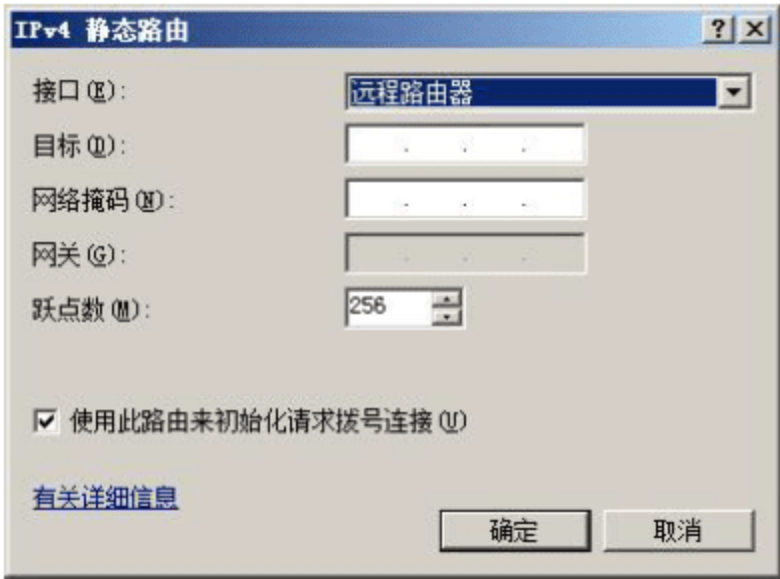 IPv4 静态路由
接口(E): 远程路由器
目标(D): . . .
网络掩码(N): . . .
网关(G): . . .
跃点数(M): 256
使用此路由来初始化请求拨号连接(U)
有关详细信息
确定 取消